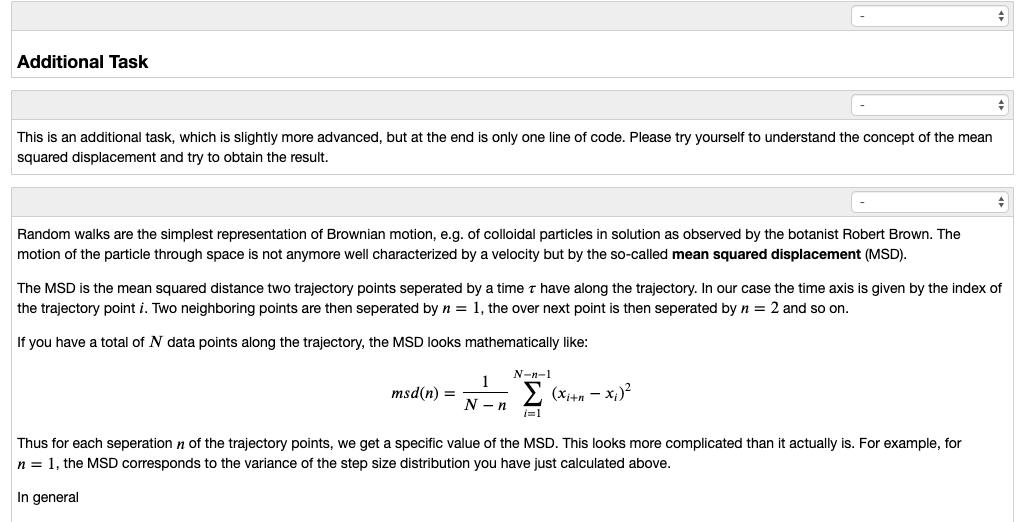 -
Additional Task
-
This is an additional task, which is slightly more advanced, but at the end is only one line of code. Please try yourself to understand the concept of the mean
squared displacement and try to obtain the result.
-
Random walks are the simplest representation of Brownian motion, e.g. of colloidal particles in solution as observed by the botanist Robert Brown. The
motion of the particle through space is not anymore well characterized by a velocity but by the so-called mean squared displacement (MSD).
The MSD is the mean squared distance two trajectory points seperated by a time τ have along the trajectory. In our case the time axis is given by the index of
the trajectory point i. Two neighboring points are then seperated by n = 1, the over next point is then seperated by n = 2 and so on.
If you have a total of N data points along the trajectory, the MSD looks mathematically like:
msd(n) = \frac{1}{N − n} \sum_{i=1}^{N−n−1} (x_{i+n} − x_i)^2
Thus for each seperation n of the trajectory points, we get a specific value of the MSD. This looks more complicated than it actually is. For example, for
n = 1, the MSD corresponds to the variance of the step size distribution you have just calculated above.
In general